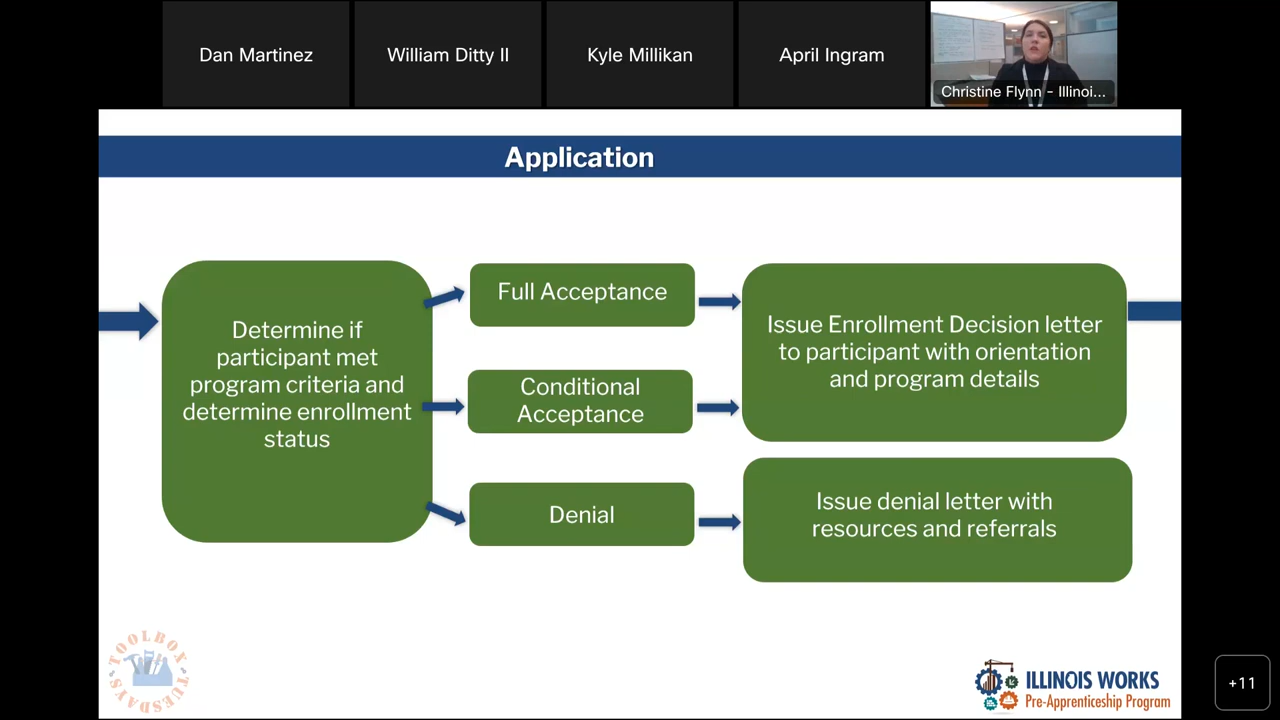 Dan Martinez
William Ditty II
Kyle Millikan
April Ingram
Christine Flynn - Illinoi...
Application
Determine if
participant met
program criteria and
determine enrollment
status
Full Acceptance
Conditional
Acceptance
Denial
Issue Enrollment Decision letter
to participant with orientation
and program details
Issue denial letter with
resources and referrals
TOOLBOX
TUESDAYS
ILLINOIS WORKS
Pre-Apprenticeship Program
+11